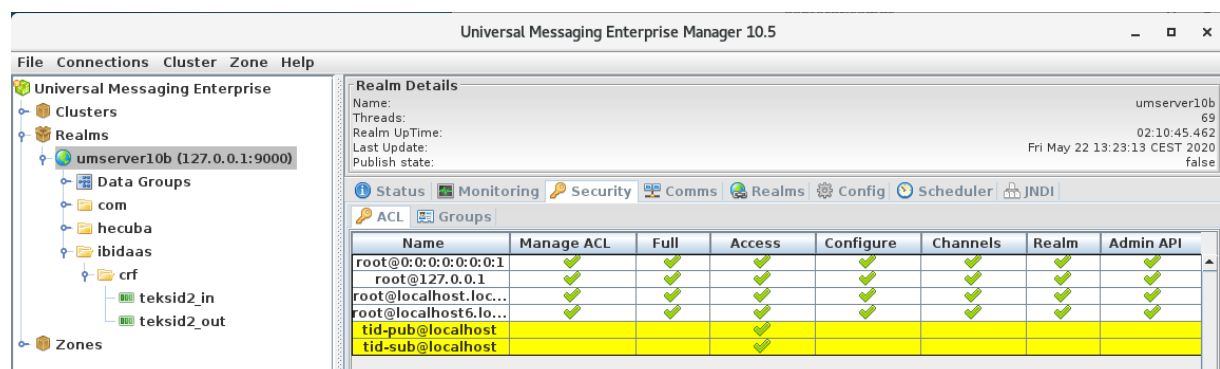 Universal Messaging Enterprise Manager 10.5
File Connections Cluster Zone Help
Universal Messaging Enterprise
Clusters
Realms
umserver10b (127.0.0.1:9000)
Data Groups
com
hecuba
ibidaas
crf
teksid2_in
teksid2_out
Zones
Realm Details
Name: umserver10b
Threads: 69
Realm UpTime: 02:10:45.462
Last Update: Fri May 22 13:23:13 CEST 2020
Publish state: false
Status Monitoring Security Comms Realms Config Scheduler JNDI
ACL Groups
Name Manage ACL Full Access Configure Channels Realm Admin API
root@0:0:0:0:0:0:0:1
root@127.0.0.1
root@localhost.loc...
root@localhost6.lo...
tid-pub@localhost
tid-sub@localhost